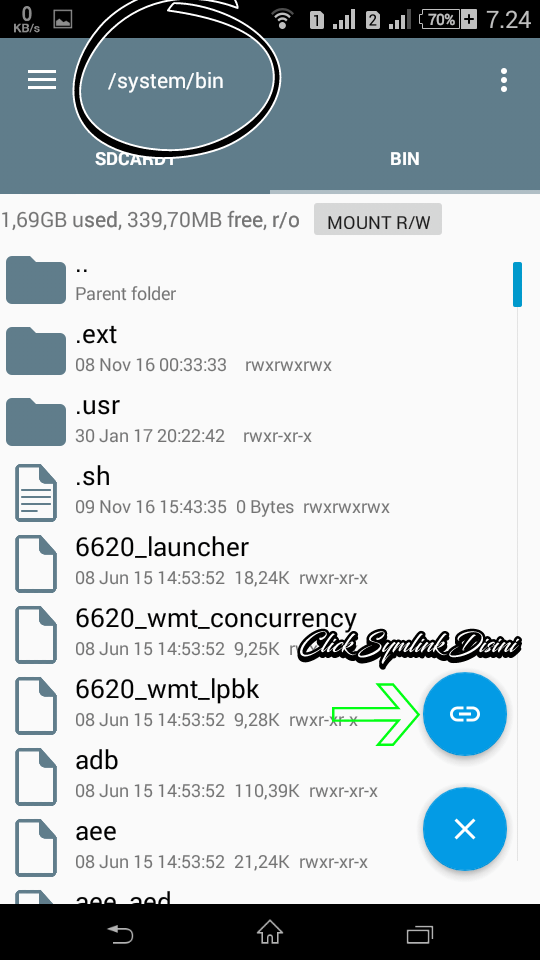 0
KB/s
1
2
70%
7.24
/system/bin
SDCARD1
BIN
1,69GB used, 339,70MB free, r/o
MOUNT R/W
..
Parent folder
.ext
08 Nov 16 00:33:33 rwxrwxrwx
.usr
30 Jan 17 20:22:42 rwxr-xr-x
.sh
09 Nov 16 15:43:35 0 Bytes rwxrwxrwx
6620_launcher
08 Jun 15 14:53:52 18,24K rwxr-xr-x
6620_wmt_concurrency
08 Jun 15 14:53:52 9,25K
Click Symlink Disini
6620_wmt_lpbk
08 Jun 15 14:53:52 9,28K rwxr-xr-x
adb
08 Jun 15 14:53:52 110,39K rwxr-xr-x
aee
08 Jun 15 14:53:52 21,24K rwxr-xr-x
aee_aed